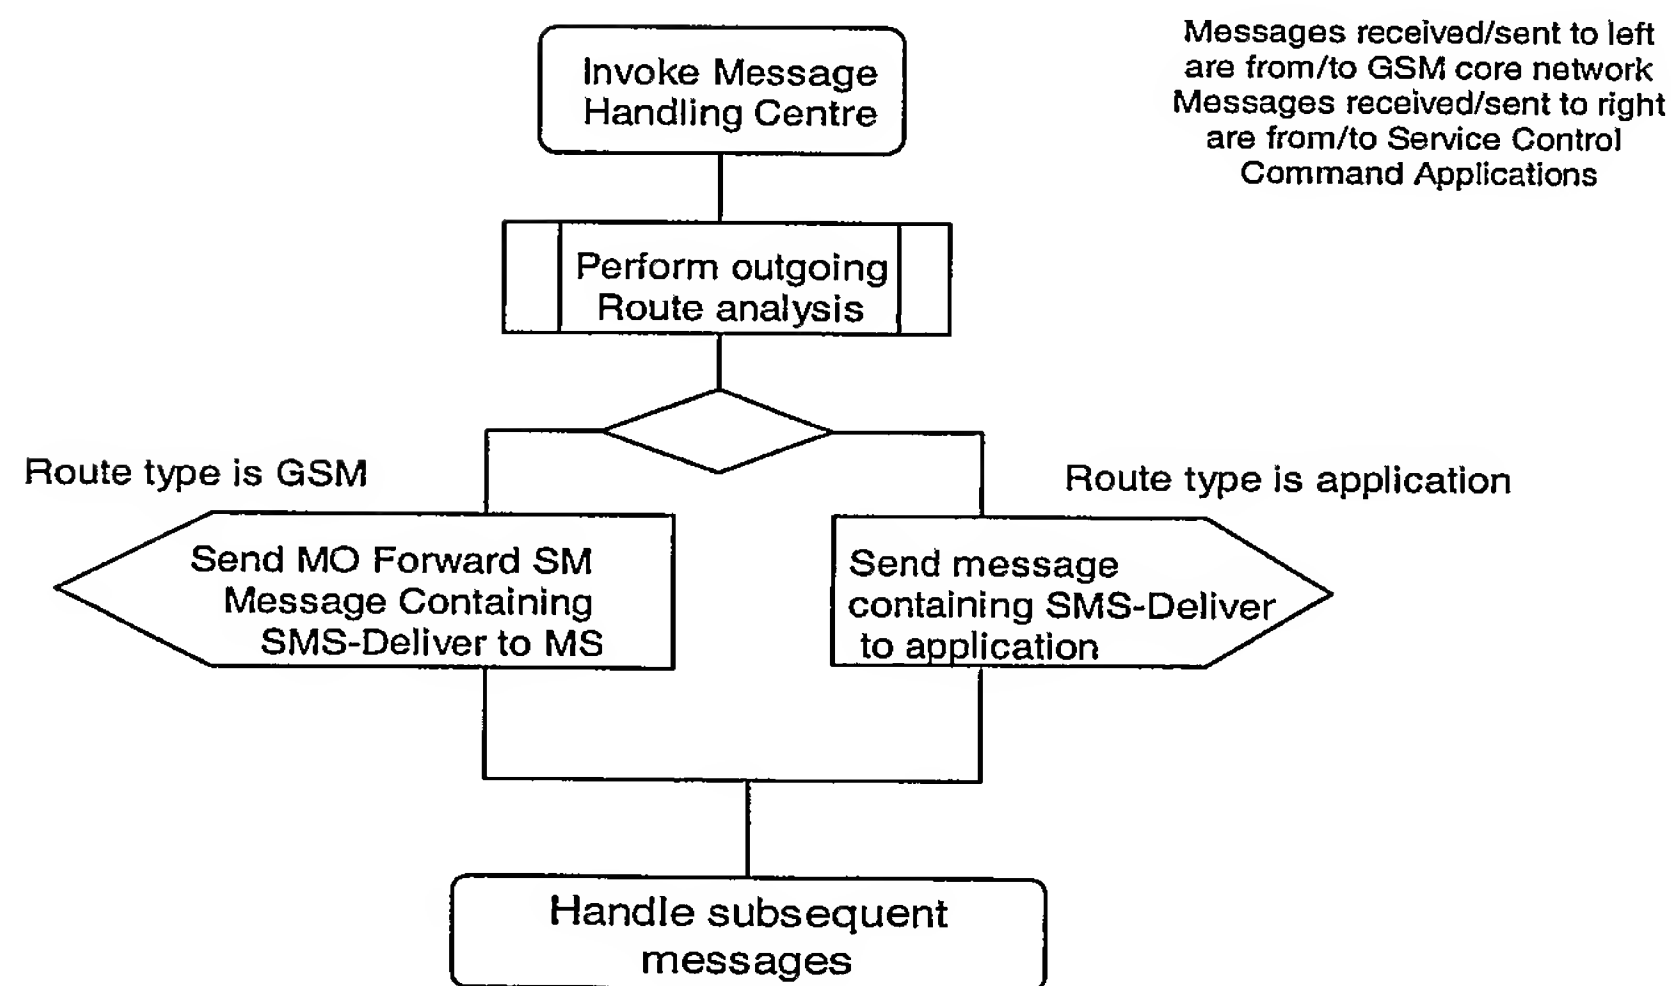 Invoke Message
Handling Centre
Messages received/sent to left
are from/to GSM core network
Messages received/sent to right
are from/to Service Control
Command Applications
Perform outgoing
Route analysis
Route type is GSM
Route type is application
Send MO Forward SM
Message Containing
SMS-Deliver to MS
Send message
containing SMS-Deliver
to application
Handle subsequent
messages